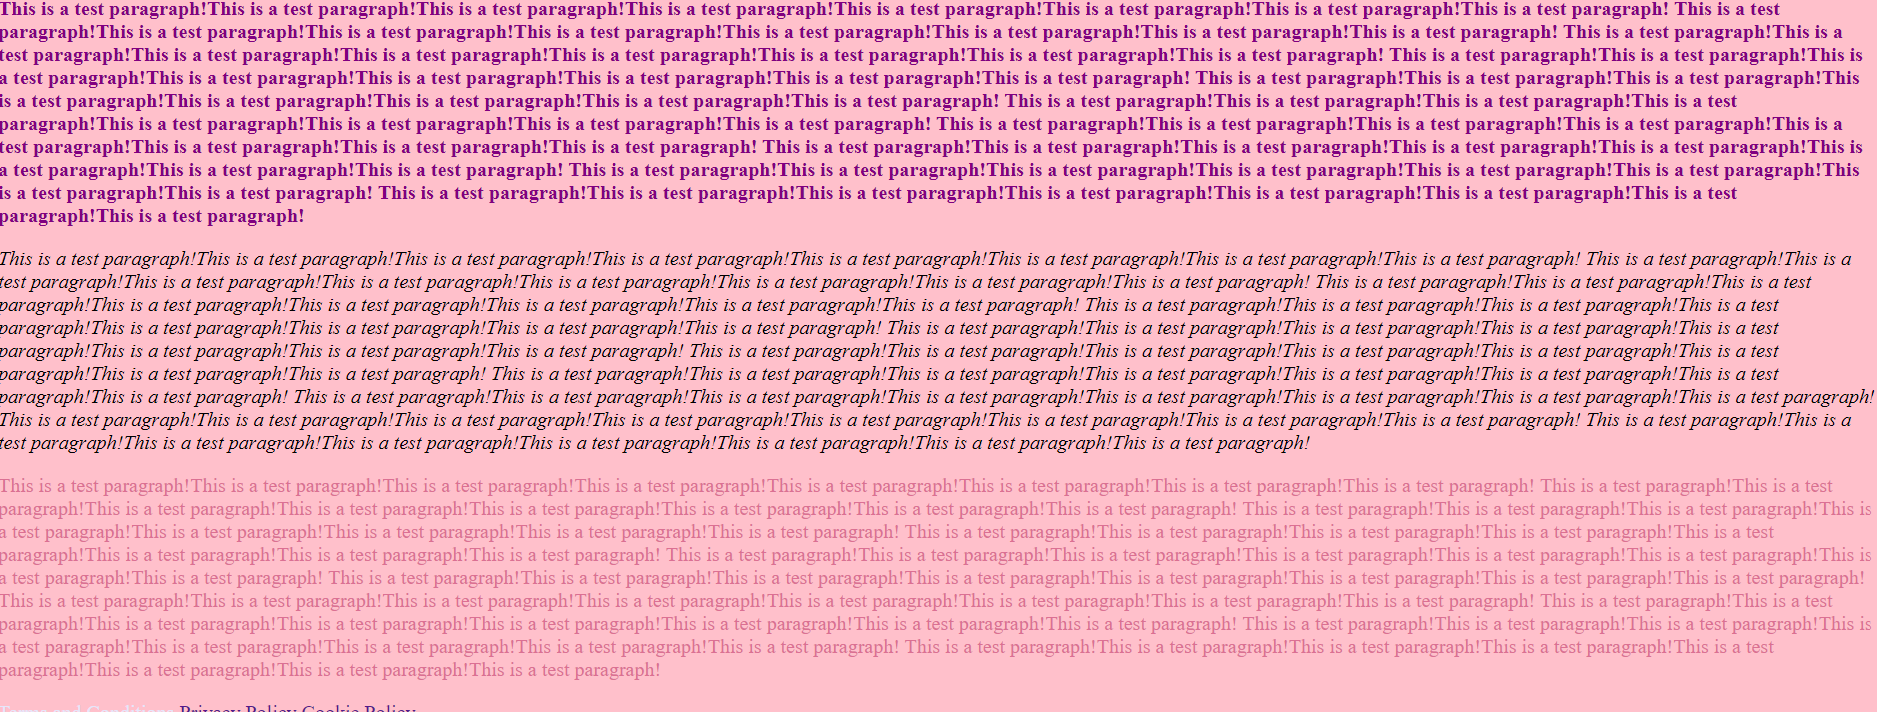 This is a test paragraph!This is a test paragraph!This is a test paragraph!This is a test paragraph!This is a test paragraph!This is a test paragraph!This is a test paragraph!This is a test paragraph! This is a test
paragraph!This is a test paragraph!This is a test paragraph!This is a test paragraph!This is a test paragraph!This is a test paragraph!This is a test paragraph!This is a test paragraph! This is a test paragraph!This is a
test paragraph!This is a test paragraph!This is a test paragraph!This is a test paragraph!This is a test paragraph!This is a test paragraph!This is a test paragraph! This is a test paragraph!This is a test paragraph!This is
a test paragraph!This is a test paragraph!This is a test paragraph!This is a test paragraph!This is a test paragraph!This is a test paragraph! This is a test paragraph!This is a test paragraph!This is a test paragraph!This
is a test paragraph!This is a test paragraph!This is a test paragraph!This is a test paragraph!This is a test paragraph! This is a test paragraph!This is a test paragraph!This is a test paragraph!This is a test
paragraph!This is a test paragraph!This is a test paragraph!This is a test paragraph!This is a test paragraph! This is a test paragraph!This is a test paragraph!This is a test paragraph!This is a test paragraph!This is a
test paragraph!This is a test paragraph!This is a test paragraph!This is a test paragraph! This is a test paragraph!This is a test paragraph!This is a test paragraph!This is a test paragraph!This is a test paragraph!This is
a test paragraph!This is a test paragraph!This is a test paragraph! This is a test paragraph!This is a test paragraph!This is a test paragraph!This is a test paragraph!This is a test paragraph!This is a test paragraph!This
is a test paragraph!This is a test paragraph! This is a test paragraph!This is a test paragraph!This is a test paragraph!This is a test paragraph!This is a test paragraph!This is a test paragraph!This is a test
paragraph!This is a test paragraph!
This is a test paragraph!This is a test paragraph!This is a test paragraph!This is a test paragraph!This is a test paragraph!This is a test paragraph!This is a test paragraph!This is a test paragraph! This is a test paragraph!This is a
test paragraph!This is a test paragraph!This is a test paragraph!This is a test paragraph!This is a test paragraph!This is a test paragraph!This is a test paragraph! This is a test paragraph!This is a test paragraph!This is a test
paragraph!This is a test paragraph!This is a test paragraph!This is a test paragraph!This is a test paragraph!This is a test paragraph! This is a test paragraph!This is a test paragraph!This is a test paragraph!This is a test
paragraph!This is a test paragraph!This is a test paragraph!This is a test paragraph!This is a test paragraph! This is a test paragraph!This is a test paragraph!This is a test paragraph!This is a test paragraph!This is a test
paragraph!This is a test paragraph!This is a test paragraph!This is a test paragraph! This is a test paragraph!This is a test paragraph!This is a test paragraph!This is a test paragraph!This is a test paragraph!This is a test
paragraph!This is a test paragraph!This is a test paragraph! This is a test paragraph!This is a test paragraph!This is a test paragraph!This is a test paragraph!This is a test paragraph!This is a test paragraph!This is a test
paragraph!This is a test paragraph! This is a test paragraph!This is a test paragraph!This is a test paragraph!This is a test paragraph!This is a test paragraph!This is a test paragraph!This is a test paragraph!This is a test paragraph!
This is a test paragraph!This is a test paragraph!This is a test paragraph!This is a test paragraph!This is a test paragraph!This is a test paragraph!This is a test paragraph!This is a test paragraph! This is a test paragraph!This is a
test paragraph!This is a test paragraph!This is a test paragraph!This is a test paragraph!This is a test paragraph!This is a test paragraph!This is a test paragraph!
This is a test paragraph!This is a test paragraph!This is a test paragraph!This is a test paragraph!This is a test paragraph!This is a test paragraph!This is a test paragraph!This is a test paragraph! This is a test paragraph!This is a test
paragraph!This is a test paragraph!This is a test paragraph!This is a test paragraph!This is a test paragraph!This is a test paragraph!This is a test paragraph! This is a test paragraph!This is a test paragraph!This is a test paragraph!This is
a test paragraph!This is a test paragraph!This is a test paragraph!This is a test paragraph!This is a test paragraph! This is a test paragraph!This is a test paragraph!This is a test paragraph!This is a test paragraph!This is a test
paragraph!This is a test paragraph!This is a test paragraph!This is a test paragraph! This is a test paragraph!This is a test paragraph!This is a test paragraph!This is a test paragraph!This is a test paragraph!This is a test paragraph!This is
a test paragraph!This is a test paragraph! This is a test paragraph!This is a test paragraph!This is a test paragraph!This is a test paragraph!This is a test paragraph!This is a test paragraph!This is a test paragraph!This is a test paragraph!
This is a test paragraph!This is a test paragraph!This is a test paragraph!This is a test paragraph!This is a test paragraph!This is a test paragraph!This is a test paragraph!This is a test paragraph! This is a test paragraph!This is a test
paragraph!This is a test paragraph!This is a test paragraph!This is a test paragraph!This is a test paragraph!This is a test paragraph!This is a test paragraph! This is a test paragraph!This is a test paragraph!This is a test paragraph!This is
a test paragraph!This is a test paragraph!This is a test paragraph!This is a test paragraph!This is a test paragraph! This is a test paragraph!This is a test paragraph!This is a test paragraph!This is a test paragraph!This is a test
paragraph!This is a test paragraph!This is a test paragraph!This is a test paragraph!
Terms and Conditions Privacy Policy Cookie Policy